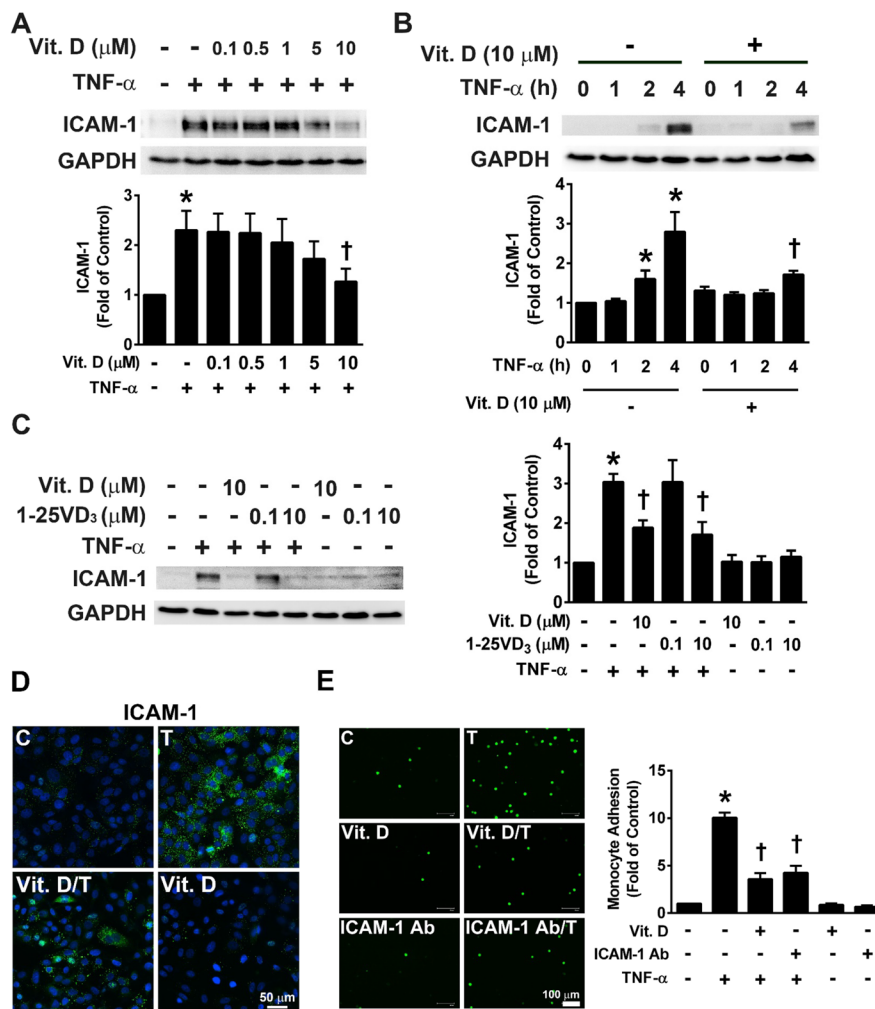 A
Vit. D (μM) - - 0.1 0.5 1 5 10
TNF-α - + + + + + +
ICAM-1
GAPDH
ICAM-1
(Fold of Control)
3
2
1
0
*
†
Vit. D (μM) - - 0.1 0.5 1 5 10
TNF-α - + + + + + +
B
Vit. D (10 μM) - +
TNF-α (h) 0 1 2 4 0 1 2 4
ICAM-1
GAPDH
ICAM-1
(Fold of Control)
4
3
2
1
0
*
*
†
TNF-α (h) 0 1 2 4 0 1 2 4
Vit. D (10 μM) - +
C
Vit. D (μM) - - 10 - - 10 - -
1-25VD3 (μM) - - - 0.1 10 - 0.1 10
TNF-α - + + + + - - -
ICAM-1
GAPDH
ICAM-1
(Fold of Control)
4
3
2
1
0
*
†
†
Vit. D (μM) - - 10 - - 10 - -
1-25VD3 (μM) - - - 0.1 10 - 0.1 10
TNF-α - + + + + - - -
D
ICAM-1
C
T
Vit. D/T
Vit. D
50 μm
E
C
T
Vit. D
Vit. D/T
ICAM-1 Ab
ICAM-1 Ab/T
100 μm
Monocyte Adhesion
(Fold of Control)
15
10
5
0
*
†
†
Vit. D - - + - + -
ICAM-1 Ab - - - + - +
TNF-α - + + + - -